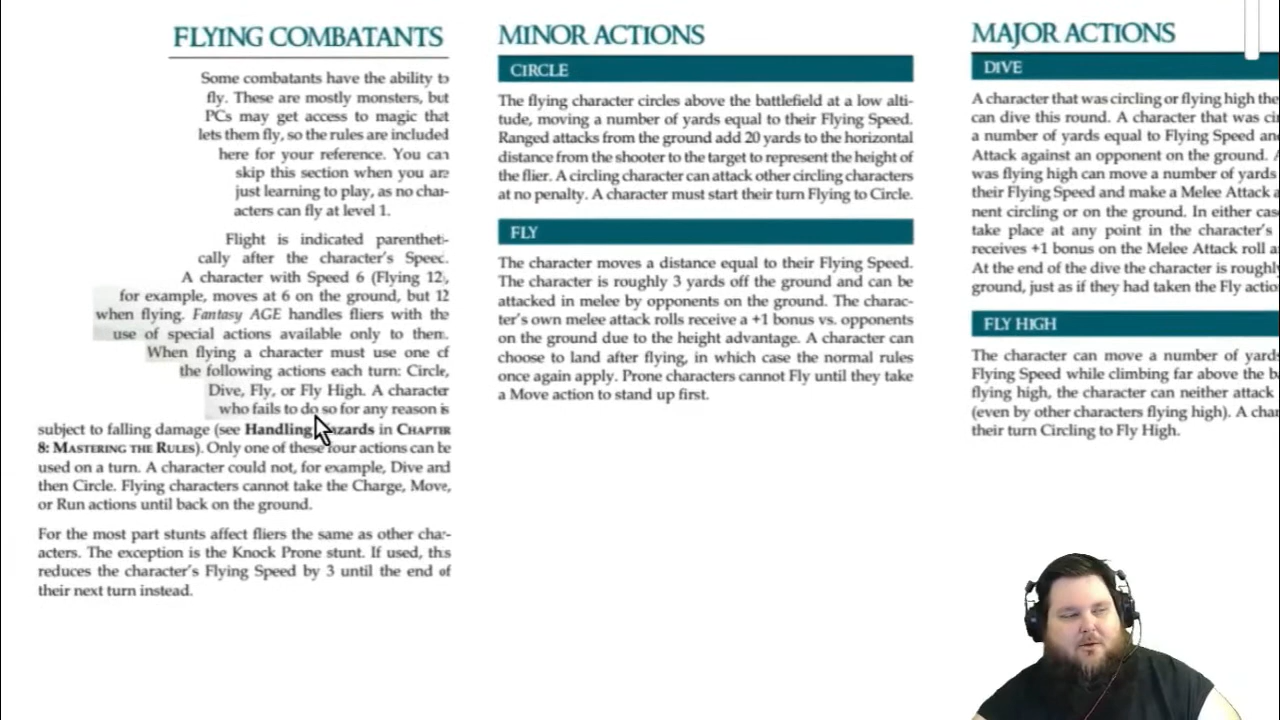 FLYING COMBATANTS
Some combatants have the ability to
fly. These are mostly monsters, but
PCs may get access to magic that
lets them fly, so the rules are included
here for your reference. You can
skip this section when you are
just learning to play, as no char-
acters can fly at level 1.
Flight is indicated parentheti-
cally after the character's Speed.
A character with Speed 6 (Flying 12),
for example, moves at 6 on the ground, but 12
when flying. Fantasy AGE handles fliers with the
use of special actions available only to them.
When flying a character must use one of
the following actions each turn: Circle,
Dive, Fly, or Fly High. A character
who fails to do so for any reason is
subject to falling damage (see Handling Hazards in CHAPTER
8: MASTERING THE RULES). Only one of these four actions can be
used on a turn. A character could not, for example, Dive and
then Circle. Flying characters cannot take the Charge, Move,
or Run actions until back on the ground.
For the most part stunts affect fliers the same as other char-
acters. The exception is the Knock Prone stunt. If used, this
reduces the character's Flying Speed by 3 until the end of
their next turn instead.
MINOR ACTIONS
CIRCLE
The flying character circles above the battlefield at a low alti-
tude, moving a number of yards equal to their Flying Speed.
Ranged attacks from the ground add 20 yards to the horizontal
distance from the shooter to the target to represent the height of
the flier. A circling character can attack other circling characters
at no penalty. A character must start their turn Flying to Circle.
FLY
The character moves a distance equal to their Flying Speed.
The character is roughly 3 yards off the ground and can be
attacked in melee by opponents on the ground. The charac-
ter's own melee attack rolls receive a +1 bonus vs. opponents
on the ground due to the height advantage. A character can
choose to land after flying, in which case the normal rules
once again apply. Prone characters cannot Fly until they take
a Move action to stand up first.
MAJOR ACTIONS
DIVE
A character that was circling or flying high the
can dive this round. A character that was cir
a number of yards equal to Flying Speed and
Attack against an opponent on the ground. A
was flying high can move a number of yards
their Flying Speed and make a Melee Attack a
nent circling or on the ground. In either cas
take place at any point in the character's
receives +1 bonus on the Melee Attack roll a
At the end of the dive the character is roughly
ground, just as if they had taken the Fly actio
FLY HIGH
The character can move a number of yards
Flying Speed while climbing far above the ba
flying high, the character can neither attack
(even by other characters flying high). A char
their turn Circling to Fly High.